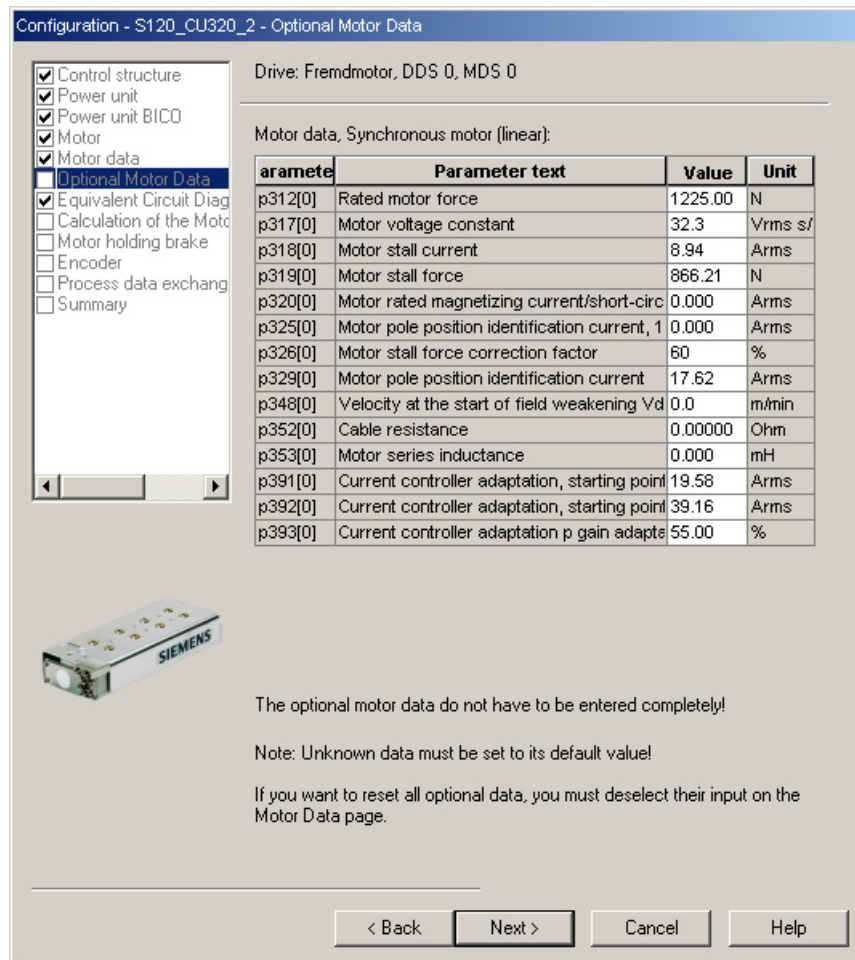 Configuration - S120_CU320_2 - Optional Motor Data
Control structure
Power unit
Power unit BICO
Motor
Motor data
Optional Motor Data
Equivalent Circuit Diag
Calculation of the Moto
Motor holding brake
Encoder
Process data exchang
Summary
Drive: Fremdmotor, DDS 0, MDS 0
Motor data, Synchronous motor (linear):
aramete Parameter text Value Unit
p312[0] Rated motor force 1225.00 N
p317[0] Motor voltage constant 32.3 Vrms s/
p318[0] Motor stall current 8.94 Arms
p319[0] Motor stall force 866.21 N
p320[0] Motor rated magnetizing current/short-circ 0.000 Arms
p325[0] Motor pole position identification current, 1 0.000 Arms
p326[0] Motor stall force correction factor 60 %
p329[0] Motor pole position identification current 17.62 Arms
p348[0] Velocity at the start of field weakening Vd 0.0 m/min
p352[0] Cable resistance 0.00000 Ohm
p353[0] Motor series inductance 0.000 mH
p391[0] Current controller adaptation, starting point 19.58 Arms
p392[0] Current controller adaptation, starting point 39.16 Arms
p393[0] Current controller adaptation p gain adapta 55.00 %
SIEMENS
The optional motor data do not have to be entered completely!
Note: Unknown data must be set to its default value!
If you want to reset all optional data, you must deselect their input on the
Motor Data page.
< Back Next > Cancel Help